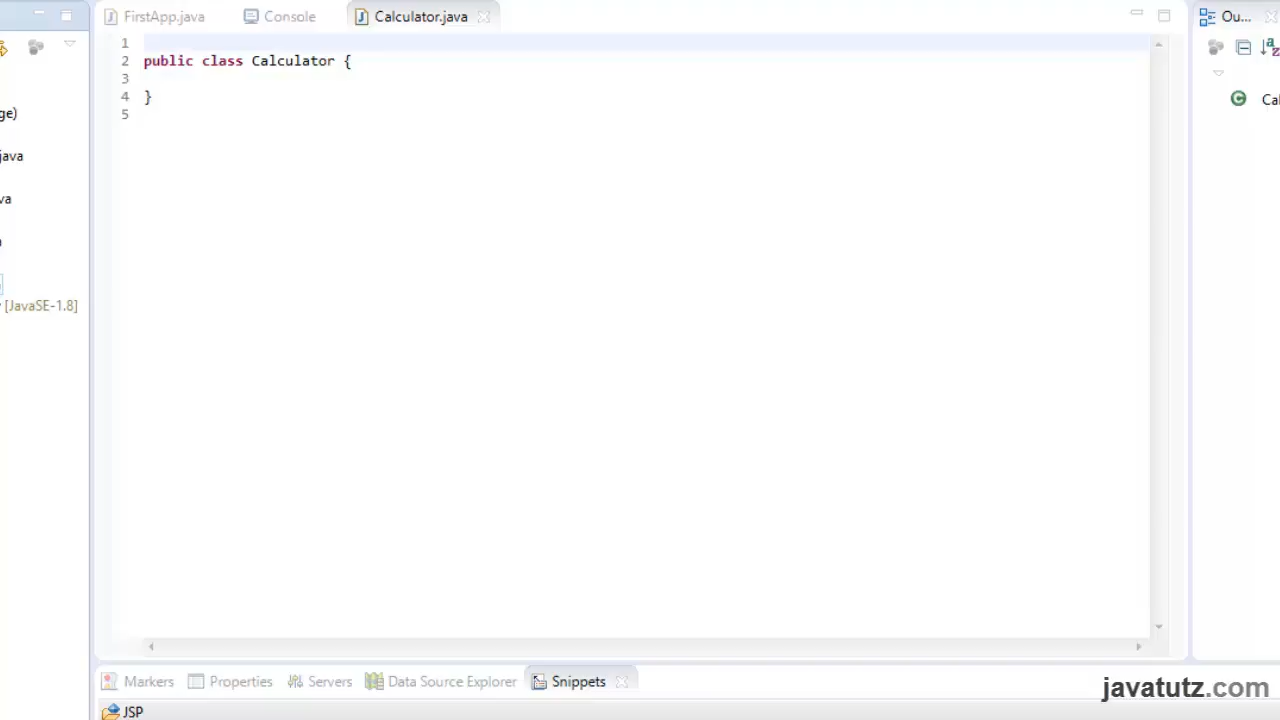 FirstApp.java
Console
Calculator.java
Ou...
ge)
java
va
[JavaSE-1.8]
1
2 public class Calculator {
3
4 }
5
Cal
Markers
Properties
Servers
Data Source Explorer
Snippets
JSP
javatutz.com